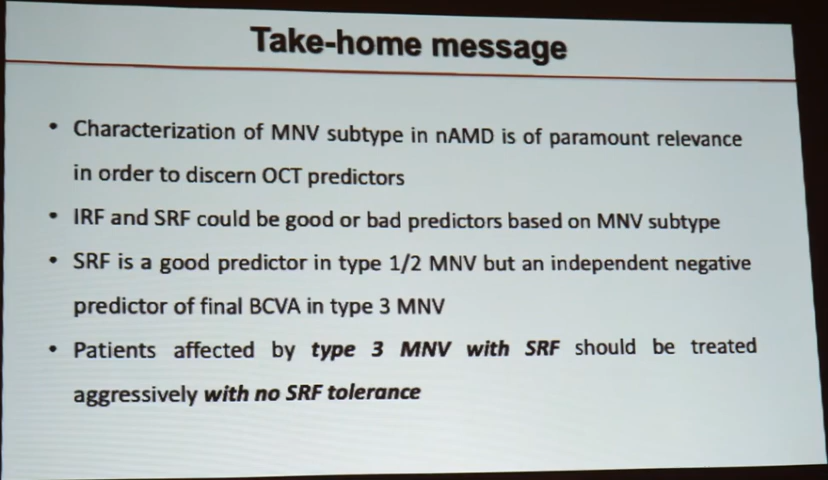 Take-home message
• Characterization of MNV subtype in nAMD is of paramount relevance
in order to discern OCT predictors
• IRF and SRF could be good or bad predictors based on MNV subtype
• SRF is a good predictor in type 1/2 MNV but an independent negative
predictor of final BCVA in type 3 MNV
• Patients affected by type 3 MNV with SRF should be treated
aggressively with no SRF tolerance